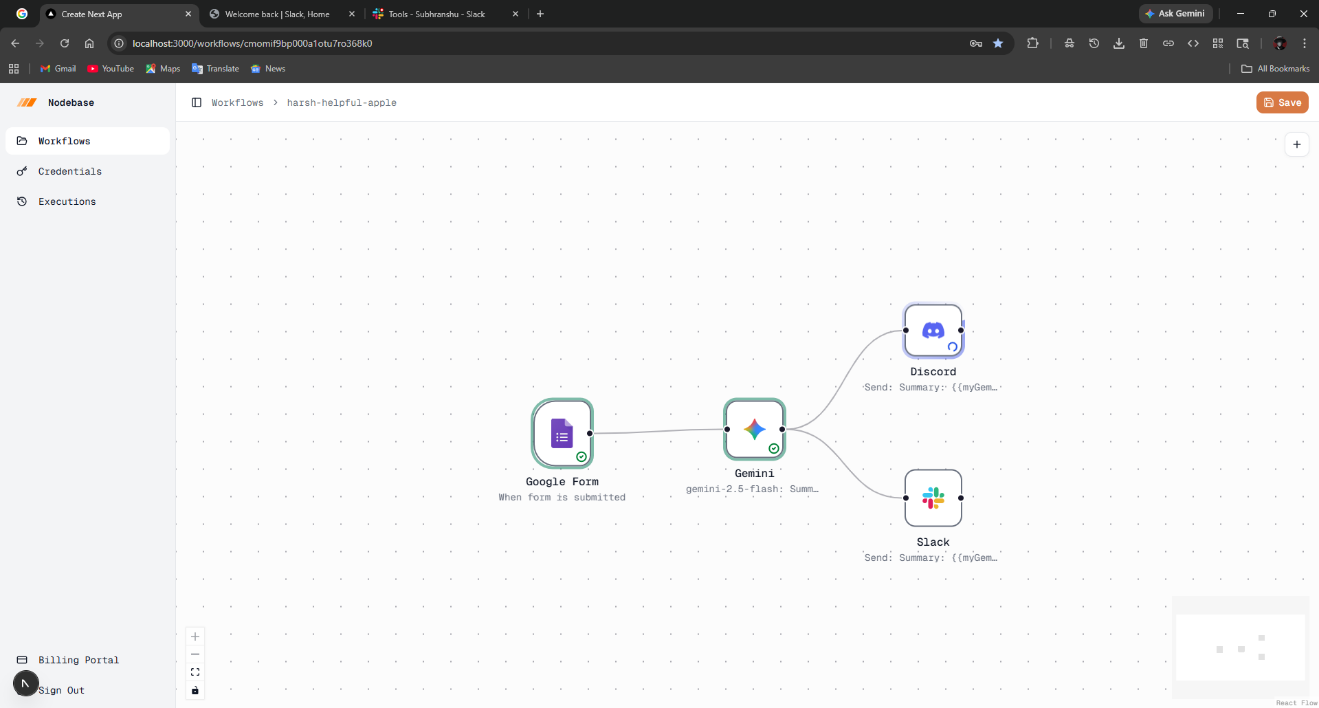 Create Next App
Welcome back | Slack, Home
Tools - Subhranshu - Slack
Ask Gemini
localhost:3000/workflows/cmomif9bp000a1otu7ro368k0
Gmail
YouTube
Maps
Translate
News
All Bookmarks
Nodebase
Workflows
harsh-helpful-apple
Save
Workflows
Credentials
Executions
Discord
Send: Summary: {{myGem…
Google Form
When form is submitted
Gemini
gemini-2.5-flash: Summ…
Slack
Send: Summary: {{myGem…
Billing Portal
N
Sign Out
React Flow